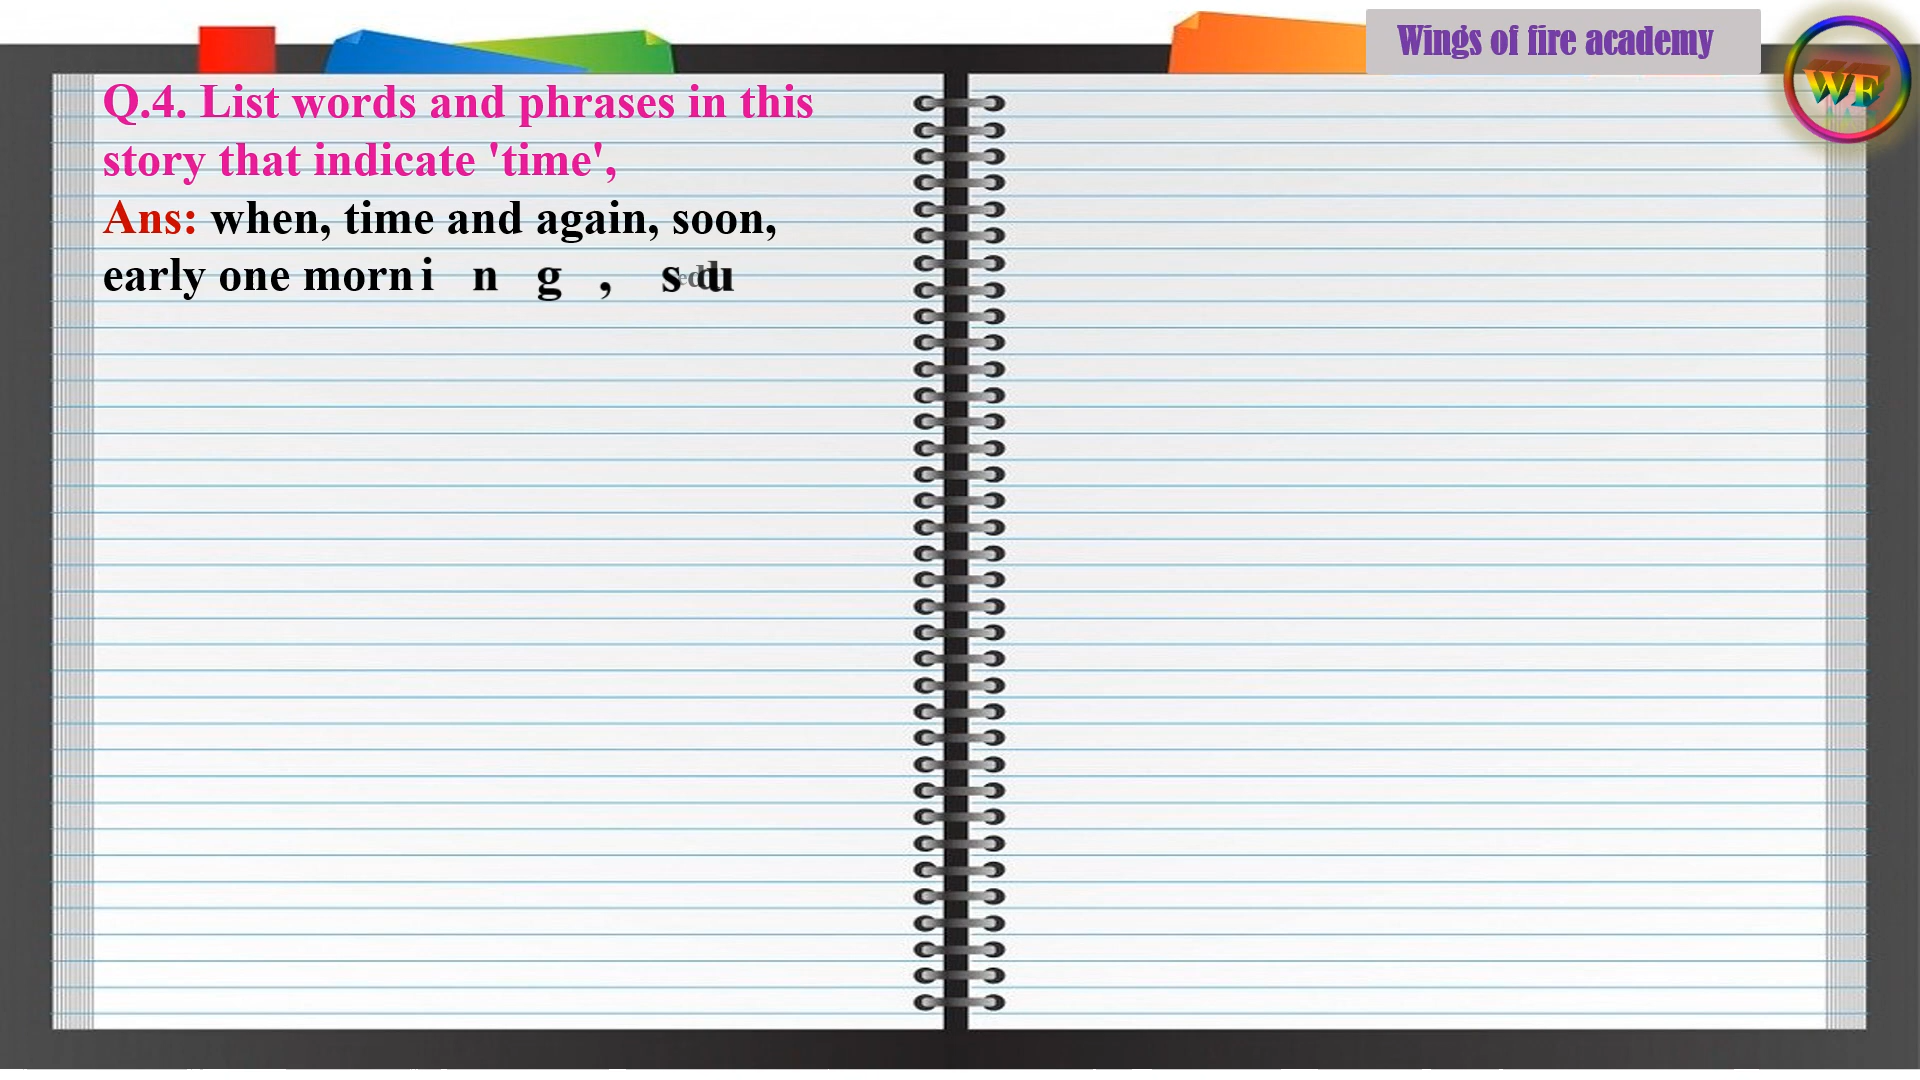 Wings of fire academy
WE
Q.4. List words and phrases in this
story that indicate 'time',
Ans: when, time and again, soon,
early one morning,